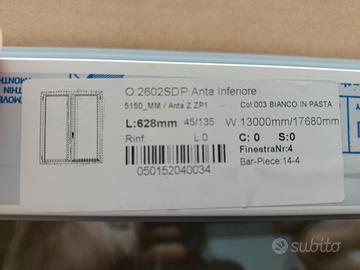 O 2602SDP Anta Inferiore
5150_MM / Anta Z ZP1 Col:003 BIANCO IN PASTA
L:628mm 45/135 W:13000mm/17680mm
Rinf: L:0 C: 0 S:0
FinestraNr:4
050152040034 Bar-Piece:14-4
subito